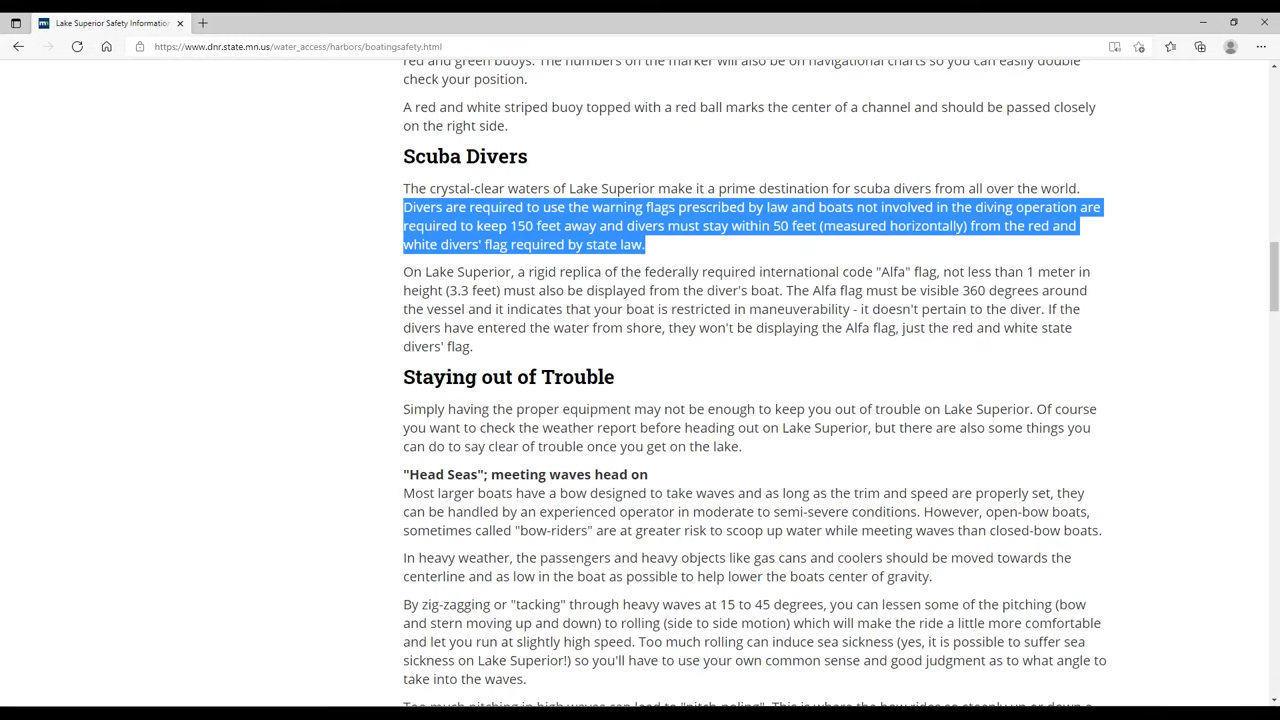 Lake Superior Safety Information
https://www.dnr.state.mn.us/water_access/harbors/boatingsafety.html
red and green buoys. The numbers on the marker will also be on navigational charts so you can easily double
check your position.
A red and white striped buoy topped with a red ball marks the center of a channel and should be passed closely
on the right side.
Scuba Divers
The crystal-clear waters of Lake Superior make it a prime destination for scuba divers from all over the world.
Divers are required to use the warning flags prescribed by law and boats not involved in the diving operation are
required to keep 150 feet away and divers must stay within 50 feet (measured horizontally) from the red and
white divers' flag required by state law.
On Lake Superior, a rigid replica of the federally required international code "Alfa" flag, not less than 1 meter in
height (3.3 feet) must also be displayed from the diver's boat. The Alfa flag must be visible 360 degrees around
the vessel and it indicates that your boat is restricted in maneuverability - it doesn't pertain to the diver. If the
divers have entered the water from shore, they won't be displaying the Alfa flag, just the red and white state
divers' flag.
Staying out of Trouble
Simply having the proper equipment may not be enough to keep you out of trouble on Lake Superior. Of course
you want to check the weather report before heading out on Lake Superior, but there are also some things you
can do to say clear of trouble once you get on the lake.
"Head Seas"; meeting waves head on
Most larger boats have a bow designed to take waves and as long as the trim and speed are properly set, they
can be handled by an experienced operator in moderate to semi-severe conditions. However, open-bow boats,
sometimes called "bow-riders" are at greater risk to scoop up water while meeting waves than closed-bow boats.
In heavy weather, the passengers and heavy objects like gas cans and coolers should be moved towards the
centerline and as low in the boat as possible to help lower the boats center of gravity.
By zig-zagging or "tacking" through heavy waves at 15 to 45 degrees, you can lessen some of the pitching (bow
and stern moving up and down) to rolling (side to side motion) which will make the ride a little more comfortable
and let you run at slightly high speed. Too much rolling can induce sea sickness (yes, it is possible to suffer sea
sickness on Lake Superior!) so you'll have to use your own common sense and good judgment as to what angle to
take into the waves.
Too much pitching in high waves can lead to "pitch-poling". This is where the bow rides so steeply up or down a